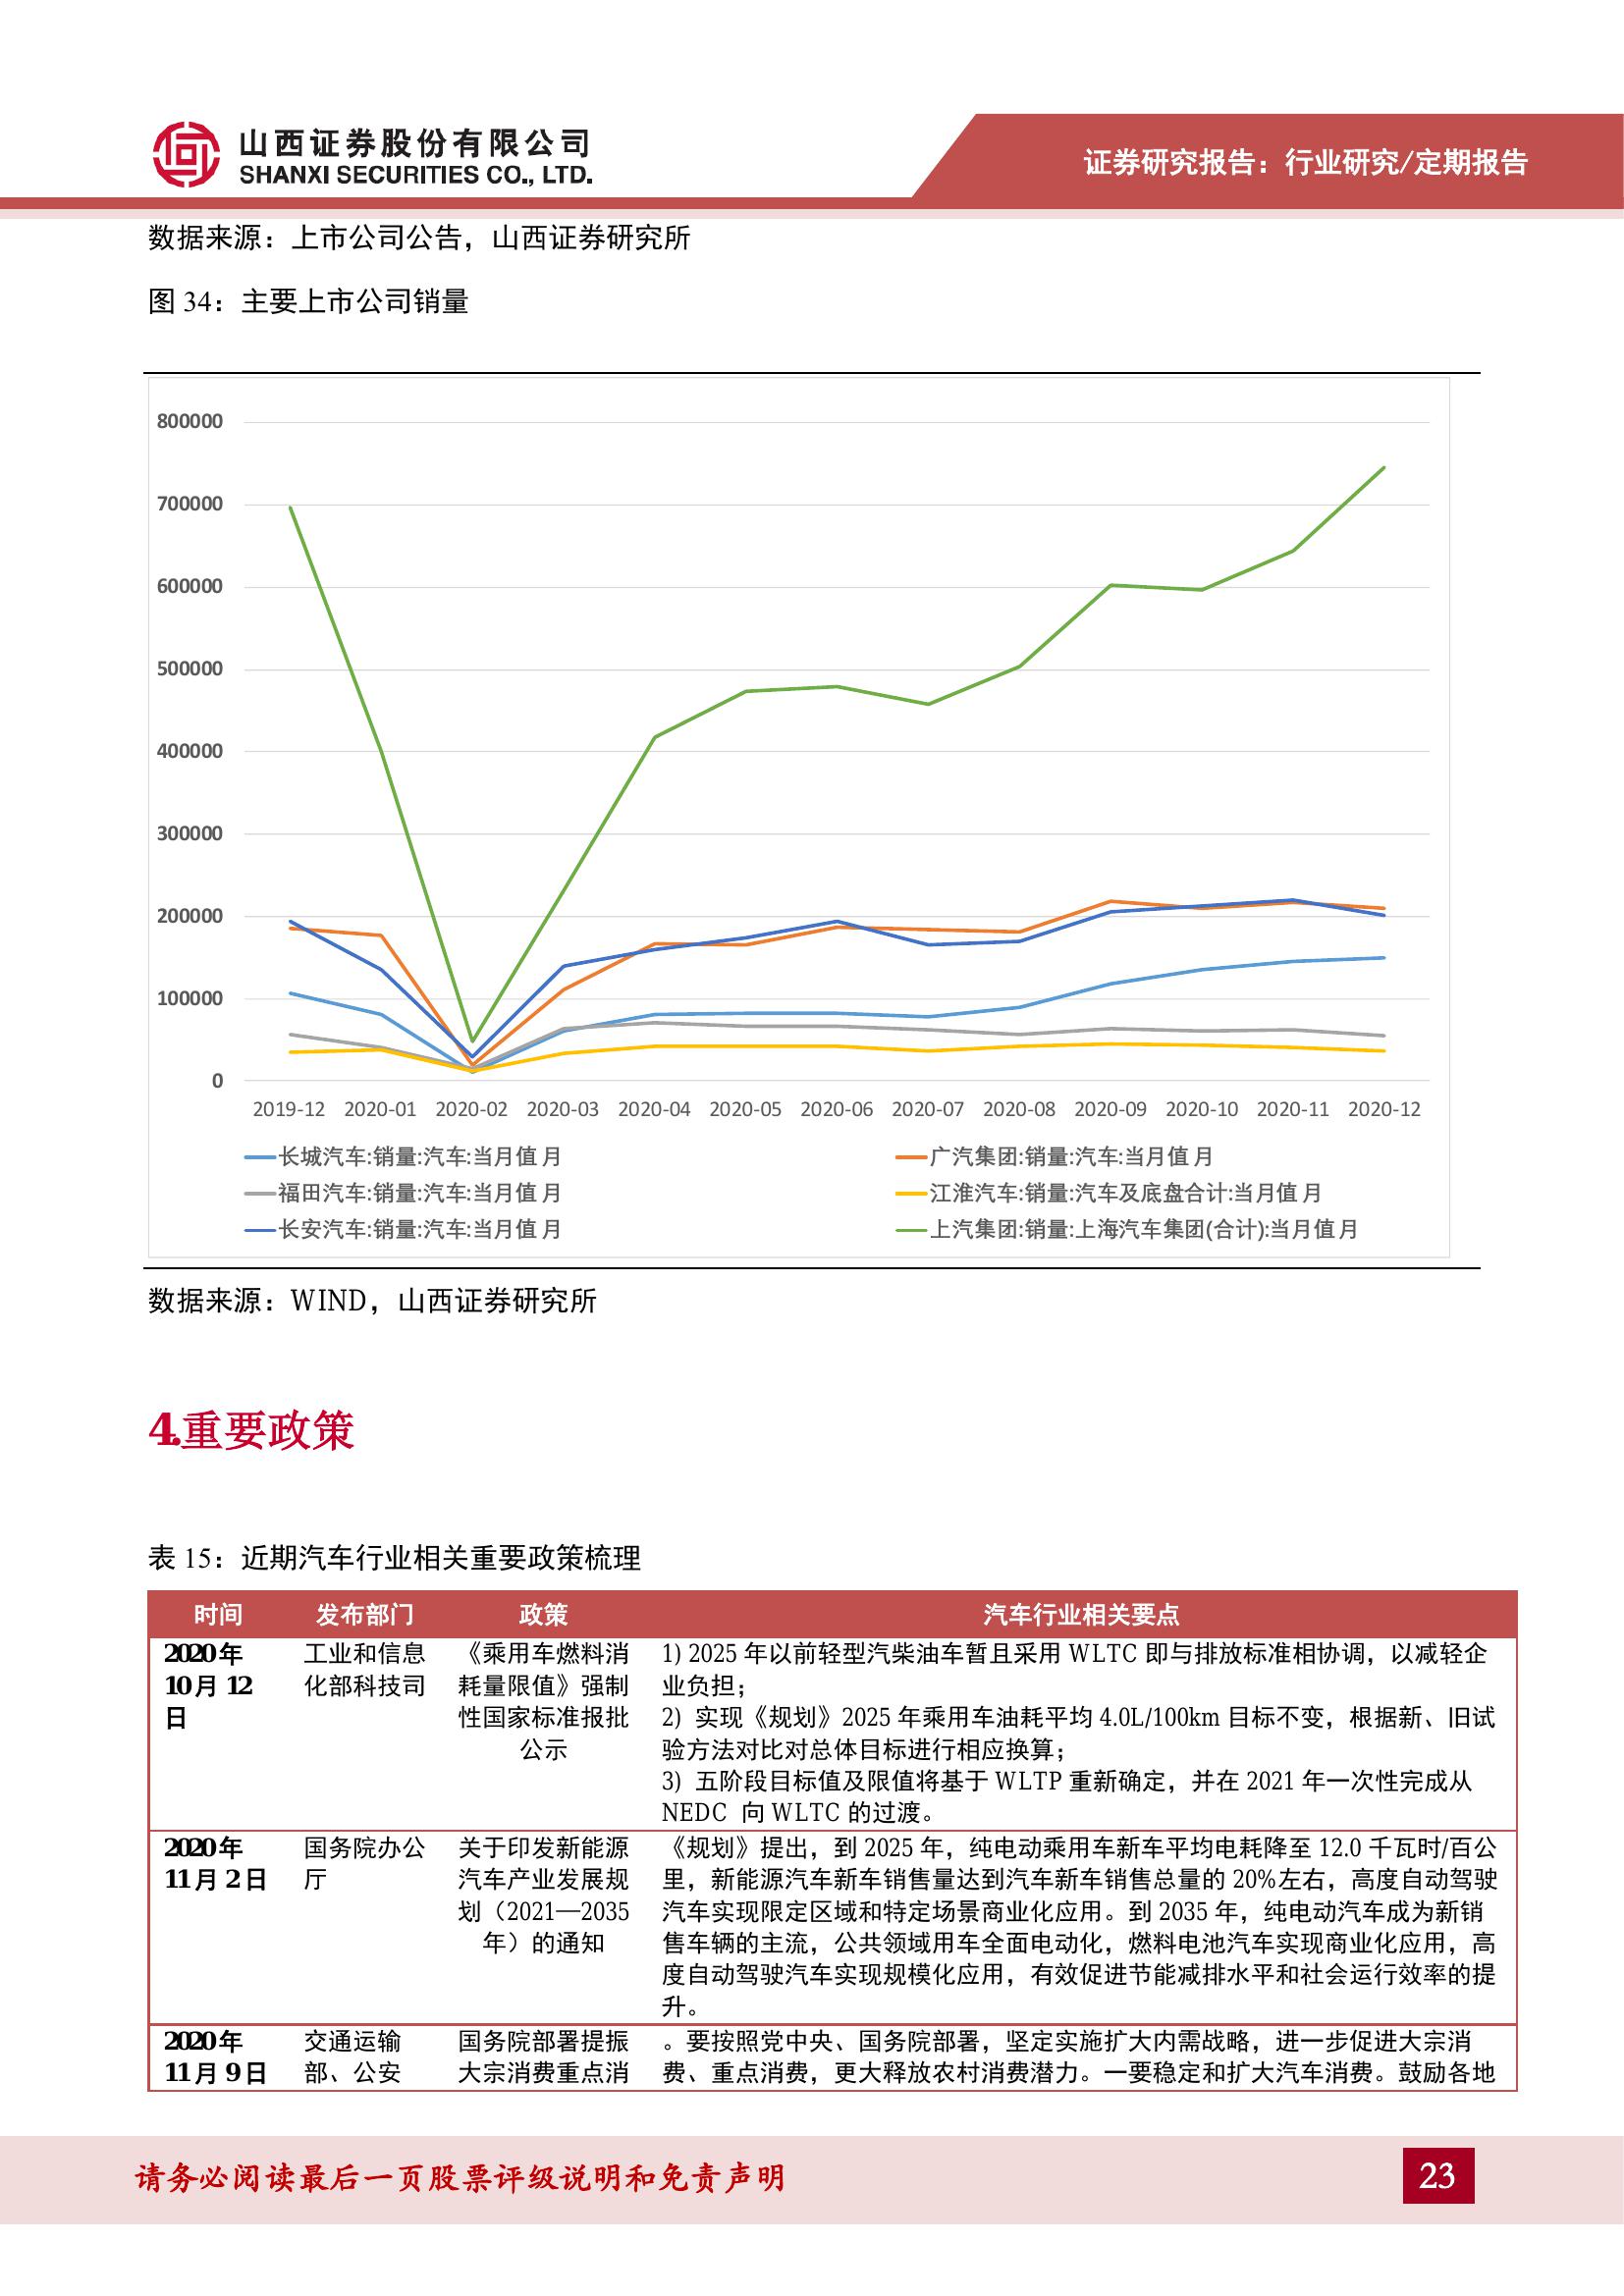 山西证券股份有限公司
SHANXI SECURITIES CO., LTD.
证券研究报告：行业研究/定期报告
数据来源：上市公司公告，山西证券研究所
图 34：主要上市公司销量
800000
700000
600000
500000
400000
300000
200000
100000
0
2019-12 2020-01 2020-02 2020-03 2020-04 2020-05 2020-06 2020-07 2020-08 2020-09 2020-10 2020-11 2020-12
长城汽车:销量:汽车:当月值 月 广汽集团:销量:汽车:当月值 月
福田汽车:销量:汽车:当月值 月 江淮汽车:销量:汽车及底盘合计:当月值 月
长安汽车:销量:汽车:当月值 月 上汽集团:销量:上海汽车集团(合计):当月值 月
数据来源：WIND，山西证券研究所
4.重要政策
表 15：近期汽车行业相关重要政策梳理
时间 发布部门 政策 汽车行业相关要点
2020 年
10 月 12
日
工业和信息
化部科技司
《乘用车燃料消
耗量限值》强制
性国家标准报批
公示
1) 2025 年以前轻型汽柴油车暂且采用 WLTC 即与排放标准相协调，以减轻企
业负担；
2) 实现《规划》2025 年乘用车油耗平均 4.0L/100km 目标不变，根据新、旧试
验方法对比对总体目标进行相应换算；
3) 五阶段目标值及限值将基于 WLTP 重新确定，并在 2021 年一次性完成从
NEDC 向 WLTC 的过渡。
2020 年
11 月 2 日
国务院办公
厅
关于印发新能源
汽车产业发展规
划（2021—2035
年）的通知
《规划》提出，到 2025 年，纯电动乘用车新车平均电耗降至 12.0 千瓦时/百公
里，新能源汽车新车销售量达到汽车新车销售总量的 20%左右，高度自动驾驶
汽车实现限定区域和特定场景商业化应用。到 2035 年，纯电动汽车成为新销
售车辆的主流，公共领域用车全面电动化，燃料电池汽车实现商业化应用，高
度自动驾驶汽车实现规模化应用，有效促进节能减排水平和社会运行效率的提
升。
2020 年
11 月 9 日
交通运输
部、公安
国务院部署提振
大宗消费重点消
。要按照党中央、国务院部署，坚定实施扩大内需战略，进一步促进大宗消
费、重点消费，更大释放农村消费潜力。一要稳定和扩大汽车消费。鼓励各地
请务必阅读最后一页股票评级说明和免责声明
23